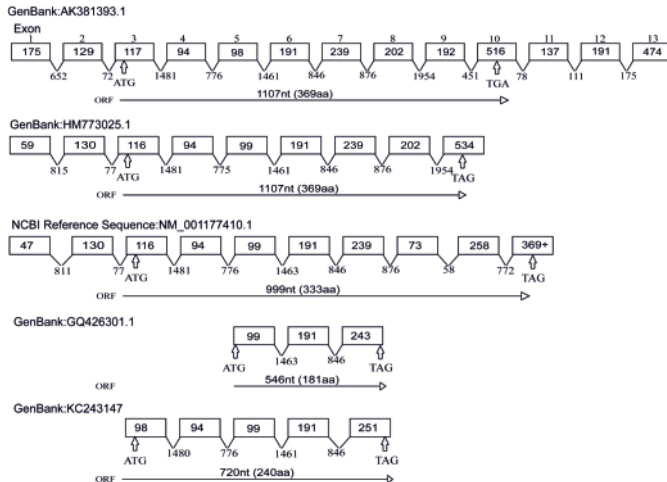 GenBank:AK381393.1
Exon
1 2 3 4 5 6 7 8 9 10 11 12 13
175 129 117 94 98 191 239 202 192 516 137 191 474
652 72 1481 776 1461 846 876 1954 451 78 111 175
ATG TGA
ORF 1107nt (369aa)
GenBank:HM773025.1
59 130 116 94 99 191 239 202 534
815 77 1481 775 1461 846 876 1954
ATG TAG
ORF 1107nt (369aa)
NCBI Reference Sequence:NM_001177410.1
47 130 116 94 99 191 239 73 258 369+
811 77 1481 776 1463 846 876 58 772
ATG TAG
ORF 999nt (333aa)
GenBank:GQ426301.1
99 191 243
1463 846
ATG TAG
ORF 546nt (181aa)
GenBank:KC243147
98 94 99 191 251
1480 776 1461 846
ATG TAG
ORF 720nt (240aa)